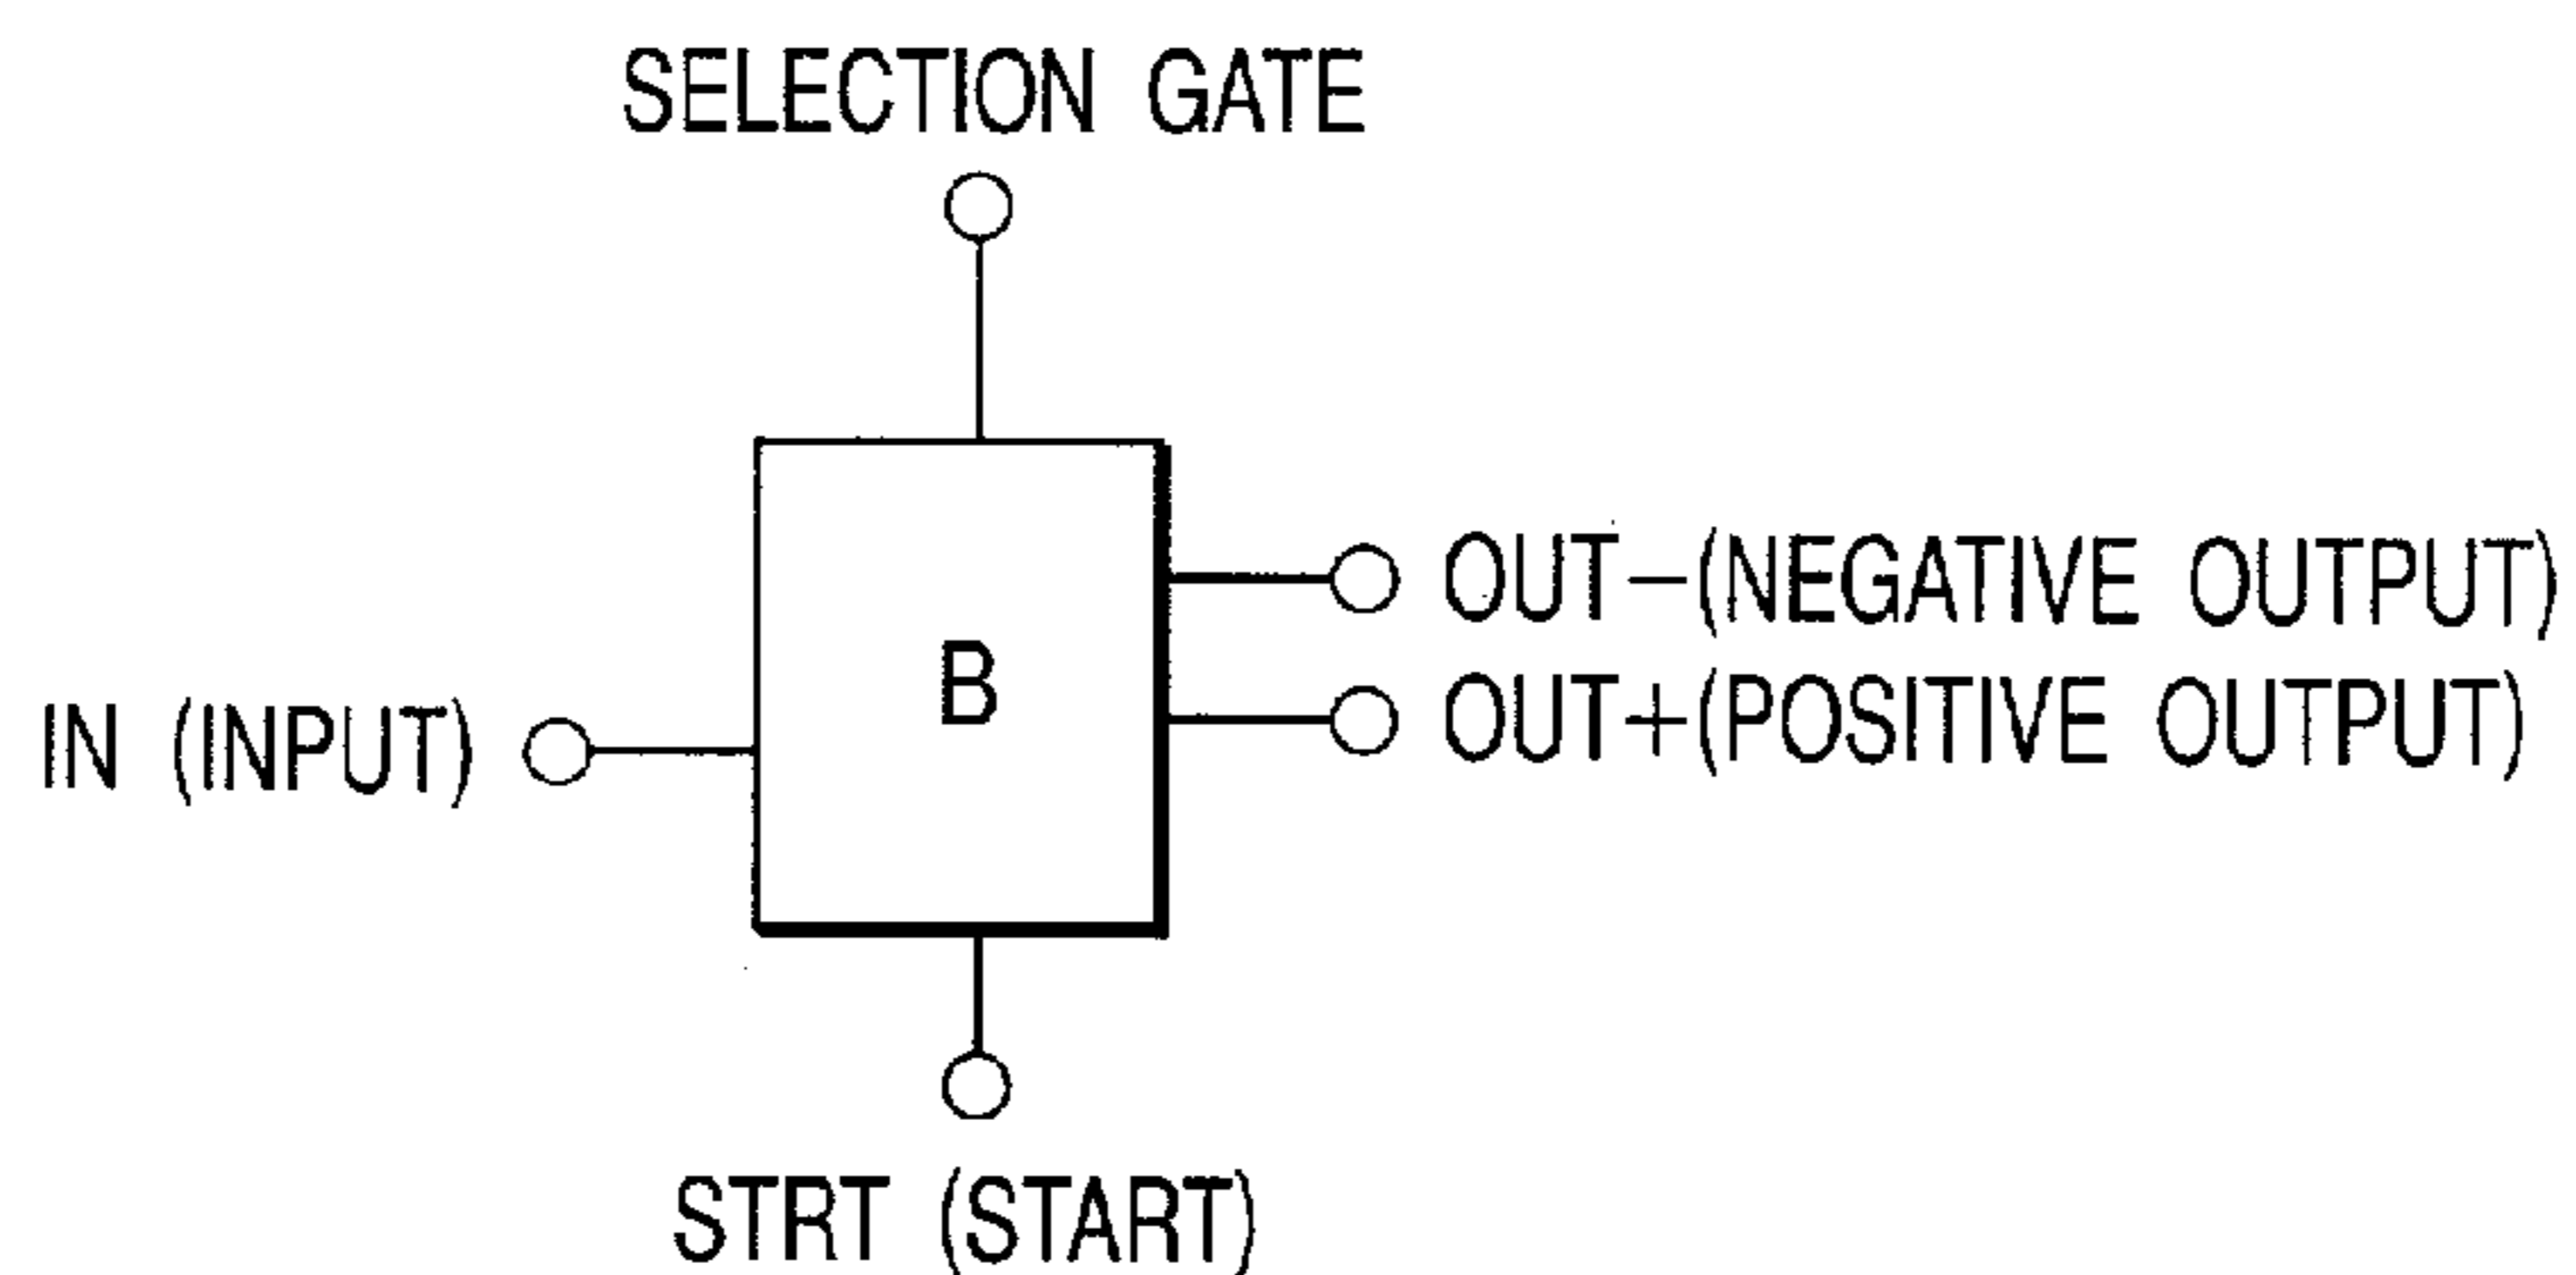 SELECTION GATE
OUT−(NEGATIVE OUTPUT)
B
OUT+(POSITIVE OUTPUT)
IN (INPUT)
STRT (START)